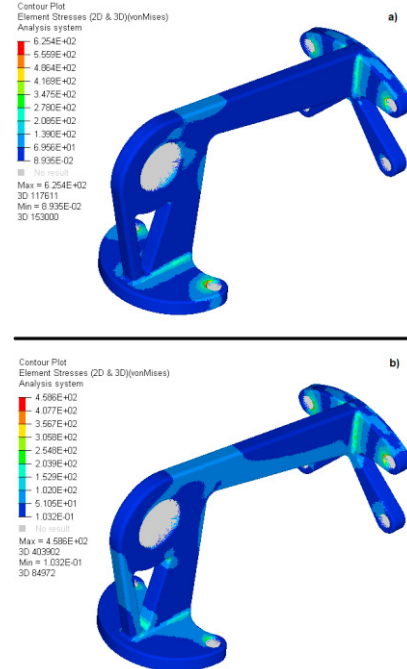 Contour Plot
Element Stresses (2D & 3D)(vonMises)
Analysis system
6.254E+02
5.559E+02
4.864E+02
4.169E+02
3.475E+02
2.780E+02
2.085E+02
1.390E+02
6.956E+01
8.935E-02
No result
Max = 6.254E+02
3D 117611
Min = 8.935E-02
3D 153000
a)
Contour Plot
Element Stresses (2D & 3D)(vonMises)
Analysis system
4.586E+02
4.077E+02
3.567E+02
3.058E+02
2.548E+02
2.039E+02
1.529E+02
1.020E+02
5.105E+01
1.032E-01
No result
Max = 4.586E+02
3D 403902
Min = 1.032E-01
3D 84972
b)